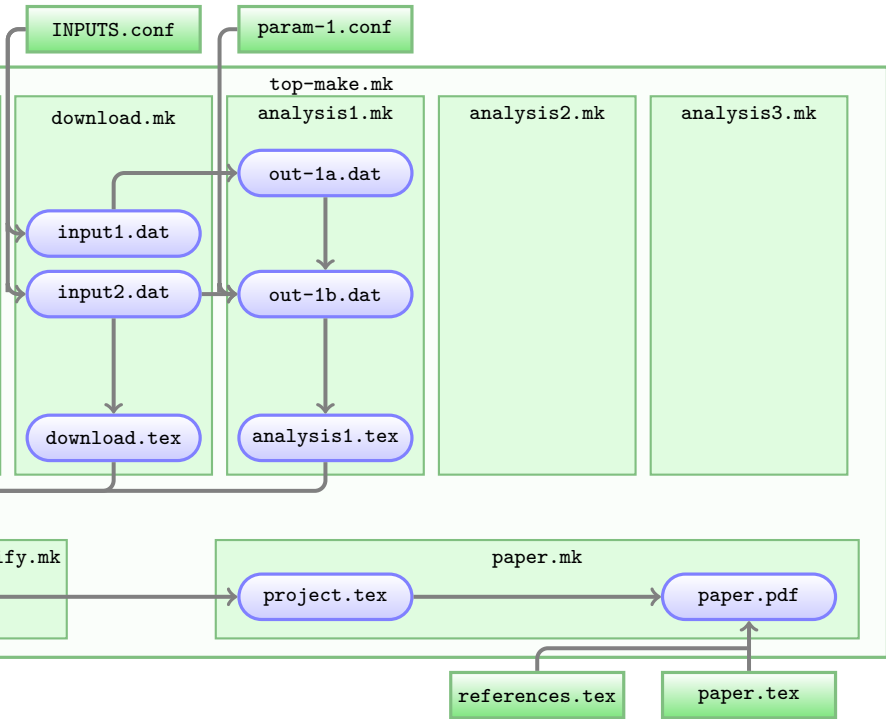 INPUTS.conf
param-1.conf
top-make.mk
download.mk
analysis1.mk
analysis2.mk
analysis3.mk
out-1a.dat
input1.dat
input2.dat
out-1b.dat
download.tex
analysis1.tex
ify.mk
paper.mk
project.tex
paper.pdf
references.tex
paper.tex